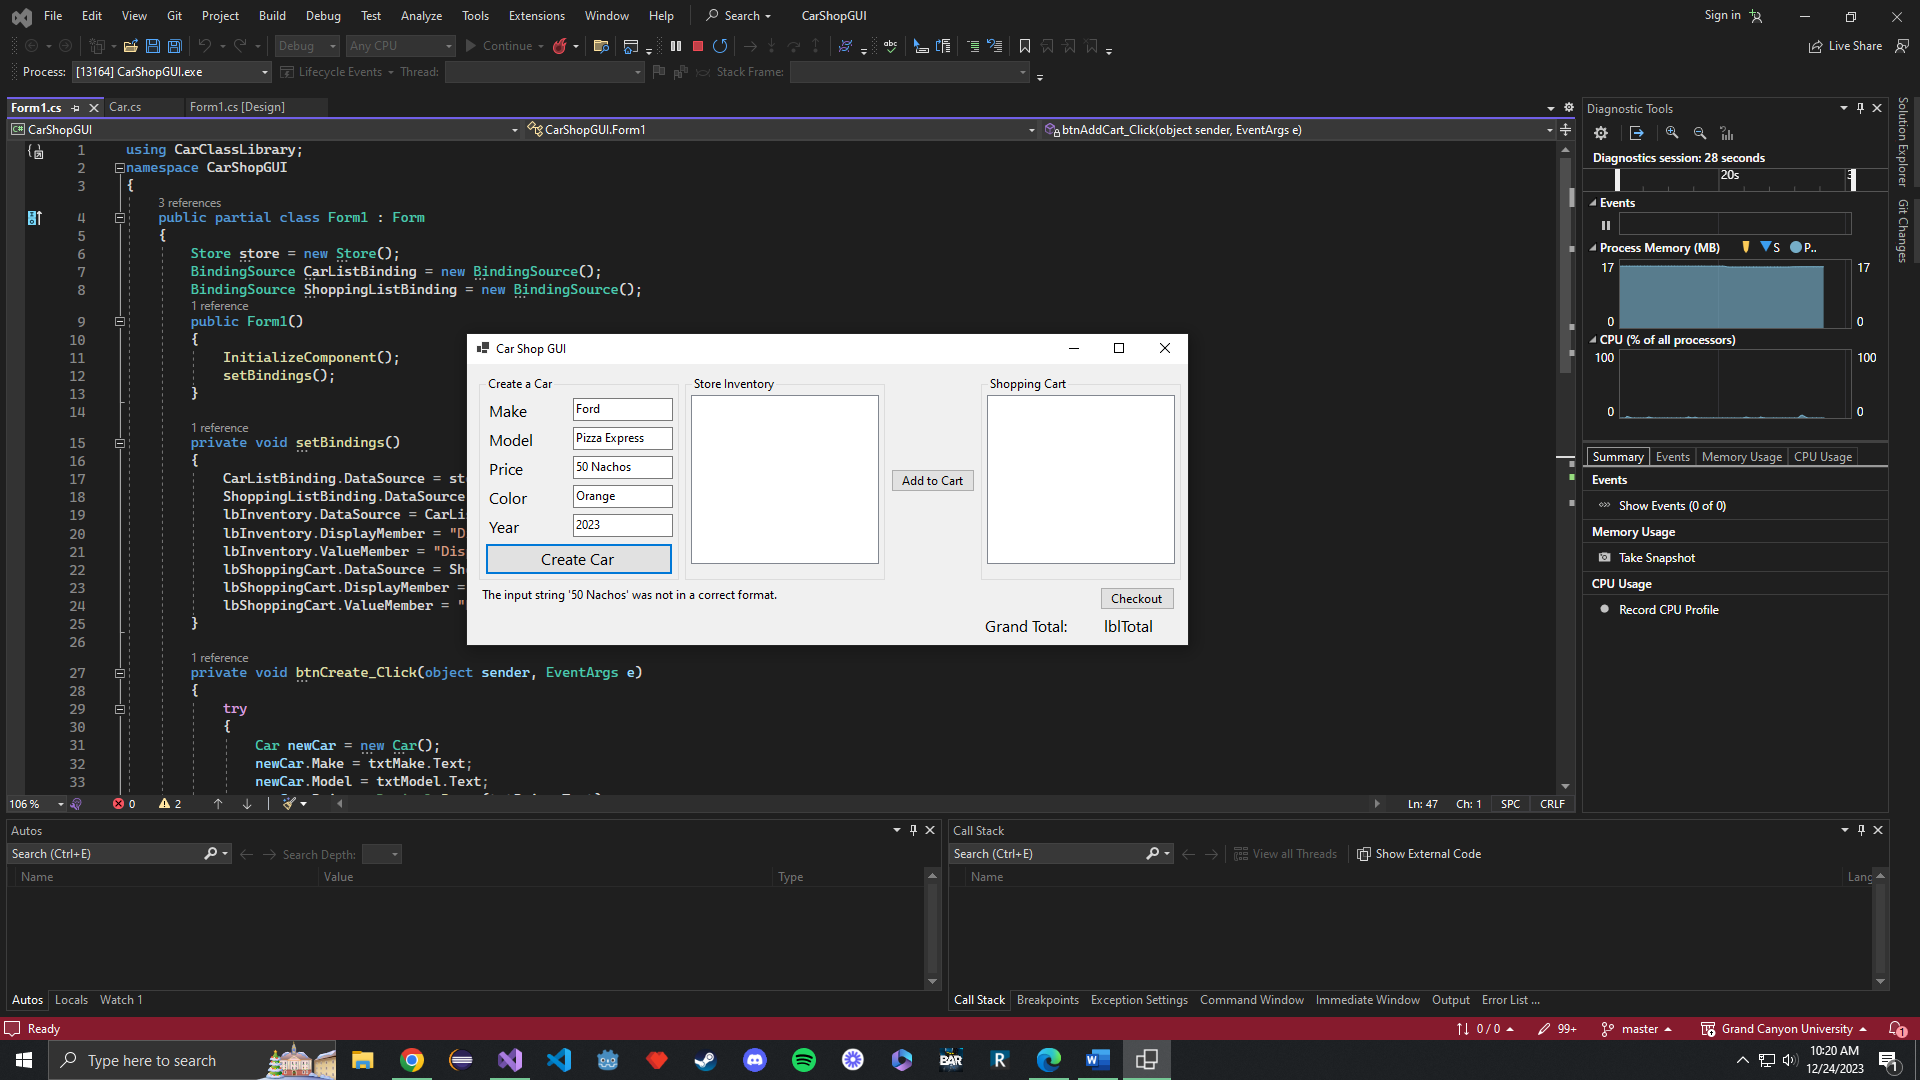 File Edit View Git Project Build Debug Test Analyze Tools Extensions Window Help Search CarShopGUI Sign in
Debug Any CPU Continue Live Share
Process: [13164] CarShopGUI.exe Lifecycle Events Thread: Stack Frame:
Form1.cs Car.cs Form1.cs [Design]
CarShopGUI CarShopGUI.Form1 btnAddCart_Click(object sender, EventArgs e)
1 using CarClassLibrary;
2 namespace CarShopGUI
3 {
3 references
4 public partial class Form1 : Form
5 {
6 Store store = new Store();
7 BindingSource CarListBinding = new BindingSource();
8 BindingSource ShoppingListBinding = new BindingSource();
1 reference
9 public Form1()
10 {
11 InitializeComponent();
12 setBindings();
13 }
14
1 reference
15 private void setBindings()
16 {
17 CarListBinding.DataSource = st
18 ShoppingListBinding.DataSource
19 lbInventory.DataSource = CarLi
20 lbInventory.DisplayMember = "D
21 lbInventory.ValueMember = "Dis
22 lbShoppingCart.DataSource = Sh
23 lbShoppingCart.DisplayMember =
24 lbShoppingCart.ValueMember = "
25 }
26
1 reference
27 private void btnCreate_Click(object sender, EventArgs e)
28 {
29 try
30 {
31 Car newCar = new Car();
32 newCar.Make = txtMake.Text;
33 newCar.Model = txtModel.Text;
Car Shop GUI
Create a Car
Make Ford
Model Pizza Express
Price 50 Nachos
Color Orange
Year 2023
Create Car
The input string '50 Nachos' was not in a correct format.
Store Inventory
Add to Cart
Shopping Cart
Checkout
Grand Total: lblTotal
106 % 0 2 Ln: 47 Ch: 1 SPC CRLF
Diagnostic Tools
Diagnostics session: 28 seconds
20s
Events
Process Memory (MB) S P..
17 17
0 0
CPU (% of all processors)
100 100
0 0
Summary Events Memory Usage CPU Usage
Events
Show Events (0 of 0)
Memory Usage
Take Snapshot
CPU Usage
Record CPU Profile
Solution Explorer
Git Changes
Autos
Search (Ctrl+E) Search Depth:
Name Value Type
Autos Locals Watch 1
Call Stack
Search (Ctrl+E) View all Threads Show External Code
Name Lang
Call Stack Breakpoints Exception Settings Command Window Immediate Window Output Error List ...
Ready 0 / 0 99+ master Grand Canyon University 1
Type here to search
BAR
R
10:20 AM
12/24/2023
1